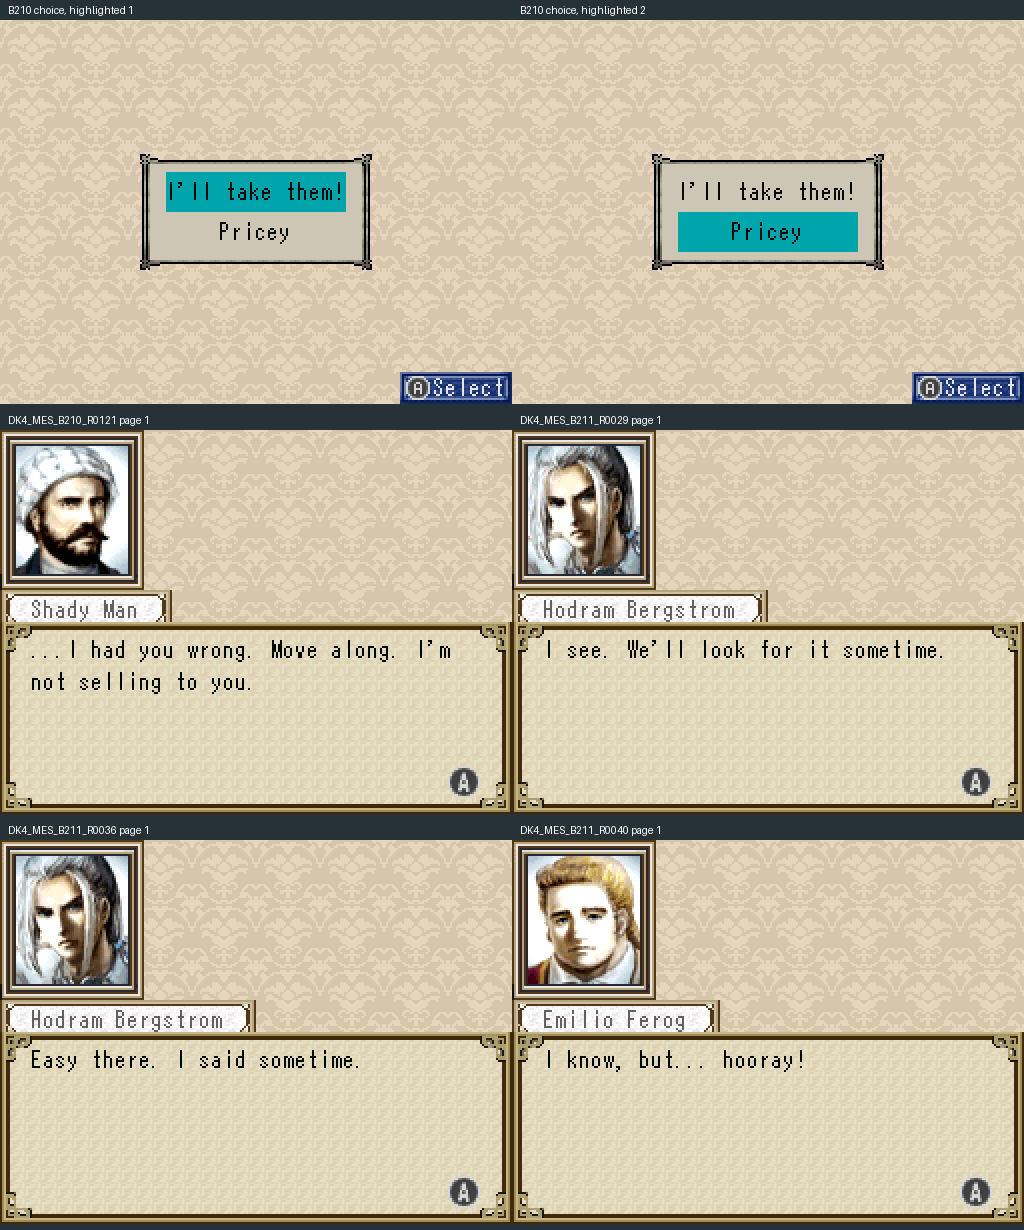 B210 choice, highlighted 1
I'll take them!
Pricey
A Select
B210 choice, highlighted 2
I'll take them!
Pricey
A Select
DK4_MES_B210_R0121 page 1
Shady Man
...I had you wrong. Move along. I'm
not selling to you.
A
DK4_MES_B211_R0029 page 1
Hodram Bergstrom
I see. We'll look for it sometime.
A
DK4_MES_B211_R0036 page 1
Hodram Bergstrom
Easy there. I said sometime.
A
DK4_MES_B211_R0040 page 1
Emilio Ferog
I know, but... hooray!
A